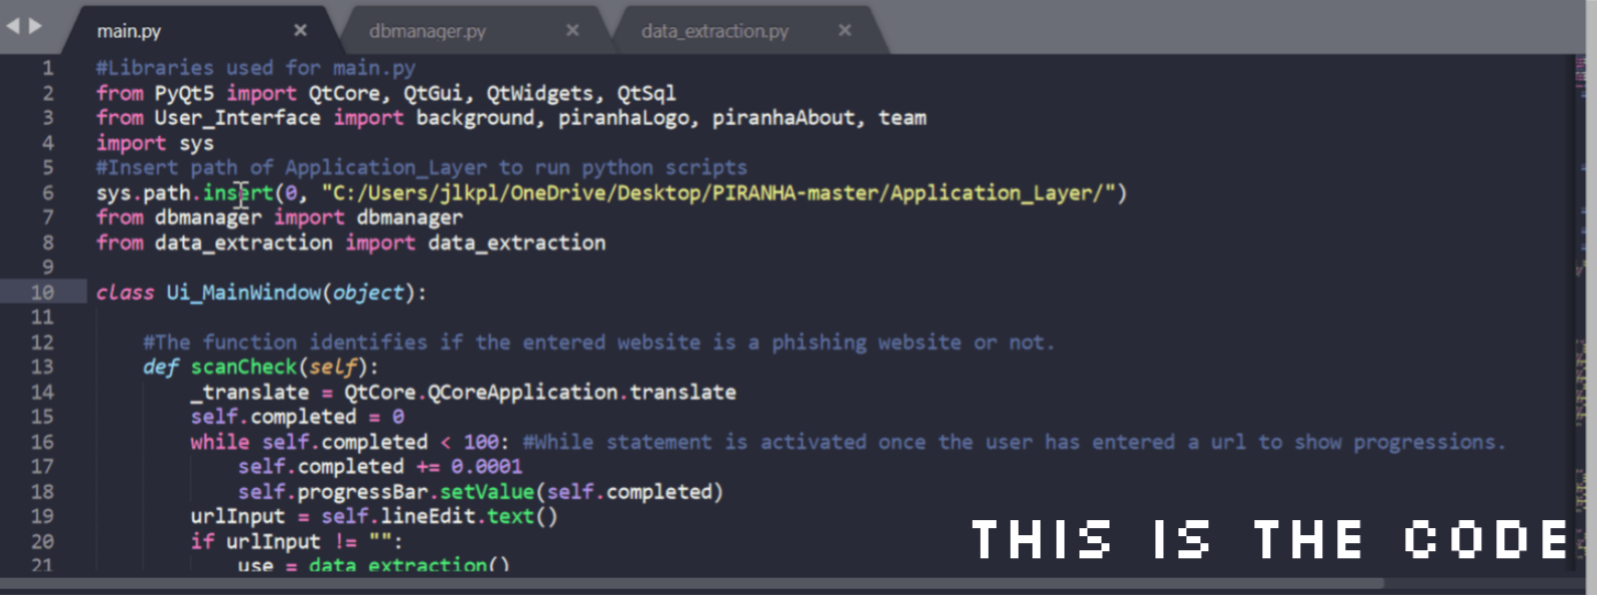 main.py × dbmanager.py × data_extraction.py ×
1 #Libraries used for main.py
2 from PyQt5 import QtCore, QtGui, QtWidgets, QtSql
3 from User_Interface import background, piranhaLogo, piranhaAbout, team
4 import sys
5 #Insert path of Application_Layer to run python scripts
6 sys.path.insert(0, "C:/Users/jlkpl/OneDrive/Desktop/PIRANHA-master/Application_Layer/")
7 from dbmanager import dbmanager
8 from data_extraction import data_extraction
9
10 class Ui_MainWindow(object):
11
12 #The function identifies if the entered website is a phishing website or not.
13 def scanCheck(self):
14 _translate = QtCore.QCoreApplication.translate
15 self.completed = 0
16 while self.completed < 100: #While statement is activated once the user has entered a url to show progressions.
17 self.completed += 0.0001
18 self.progressBar.setValue(self.completed)
19 urlInput = self.lineEdit.text()
20 if urlInput != "":
21 use = data_extraction()
THIS IS THE CODE